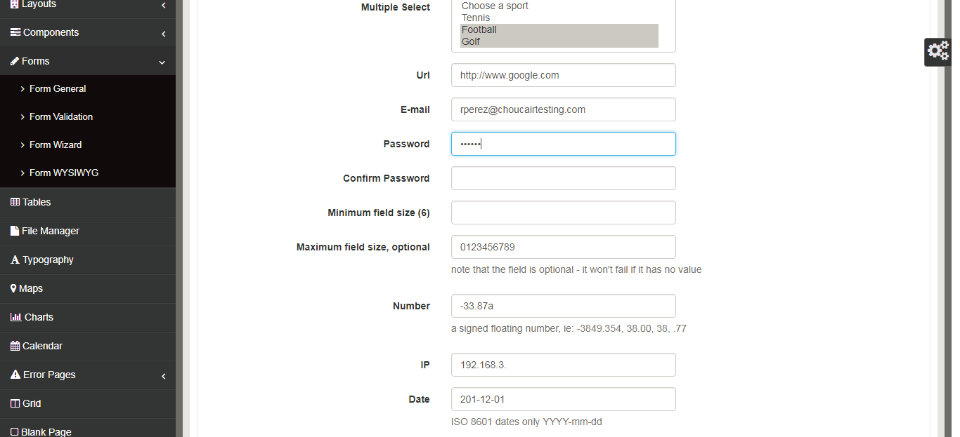 Layouts
Components
Forms
Form General
Form Validation
Form Wizard
Form WYSIWYG
Tables
File Manager
Typography
Maps
Charts
Calendar
Error Pages
Grid
Blank Page
Multiple Select
Choose a sport
Tennis
Football
Golf
Url
http://www.google.com
E-mail
rperez@choucairtesting.com
Password
••••••
Confirm Password
Minimum field size (6)
Maximum field size, optional
0123456789
note that the field is optional - it won't fail if it has no value
Number
-33.87a
a signed floating number, ie: -3849.354, 38.00, 38, .77
IP
192.168.3.
Date
201-12-01
ISO 8601 dates only YYYY-mm-dd